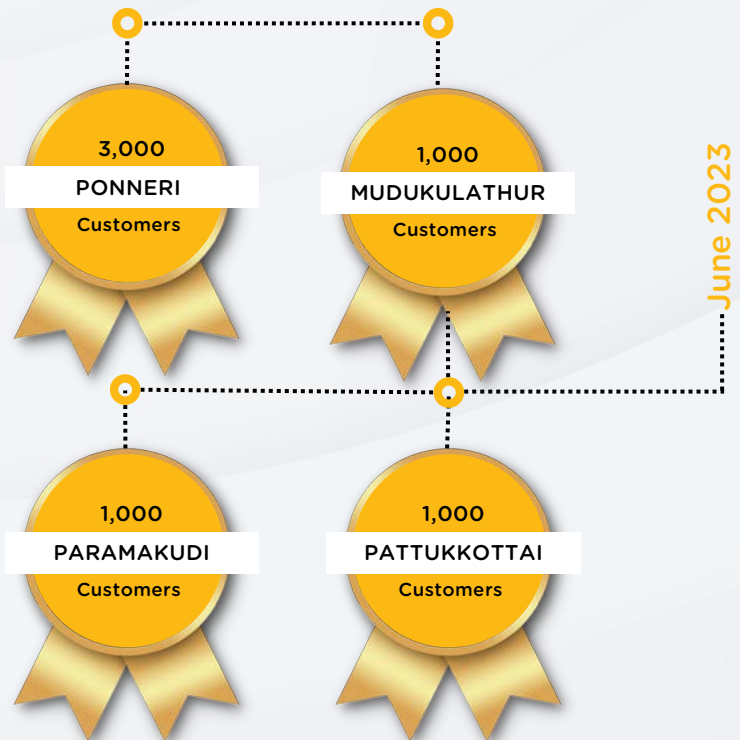 3,000
PONNERI
Customers
1,000
MUDUKULATHUR
Customers
June 2023
1,000
PARAMAKUDI
Customers
1,000
PATTUKKOTTAI
Customers